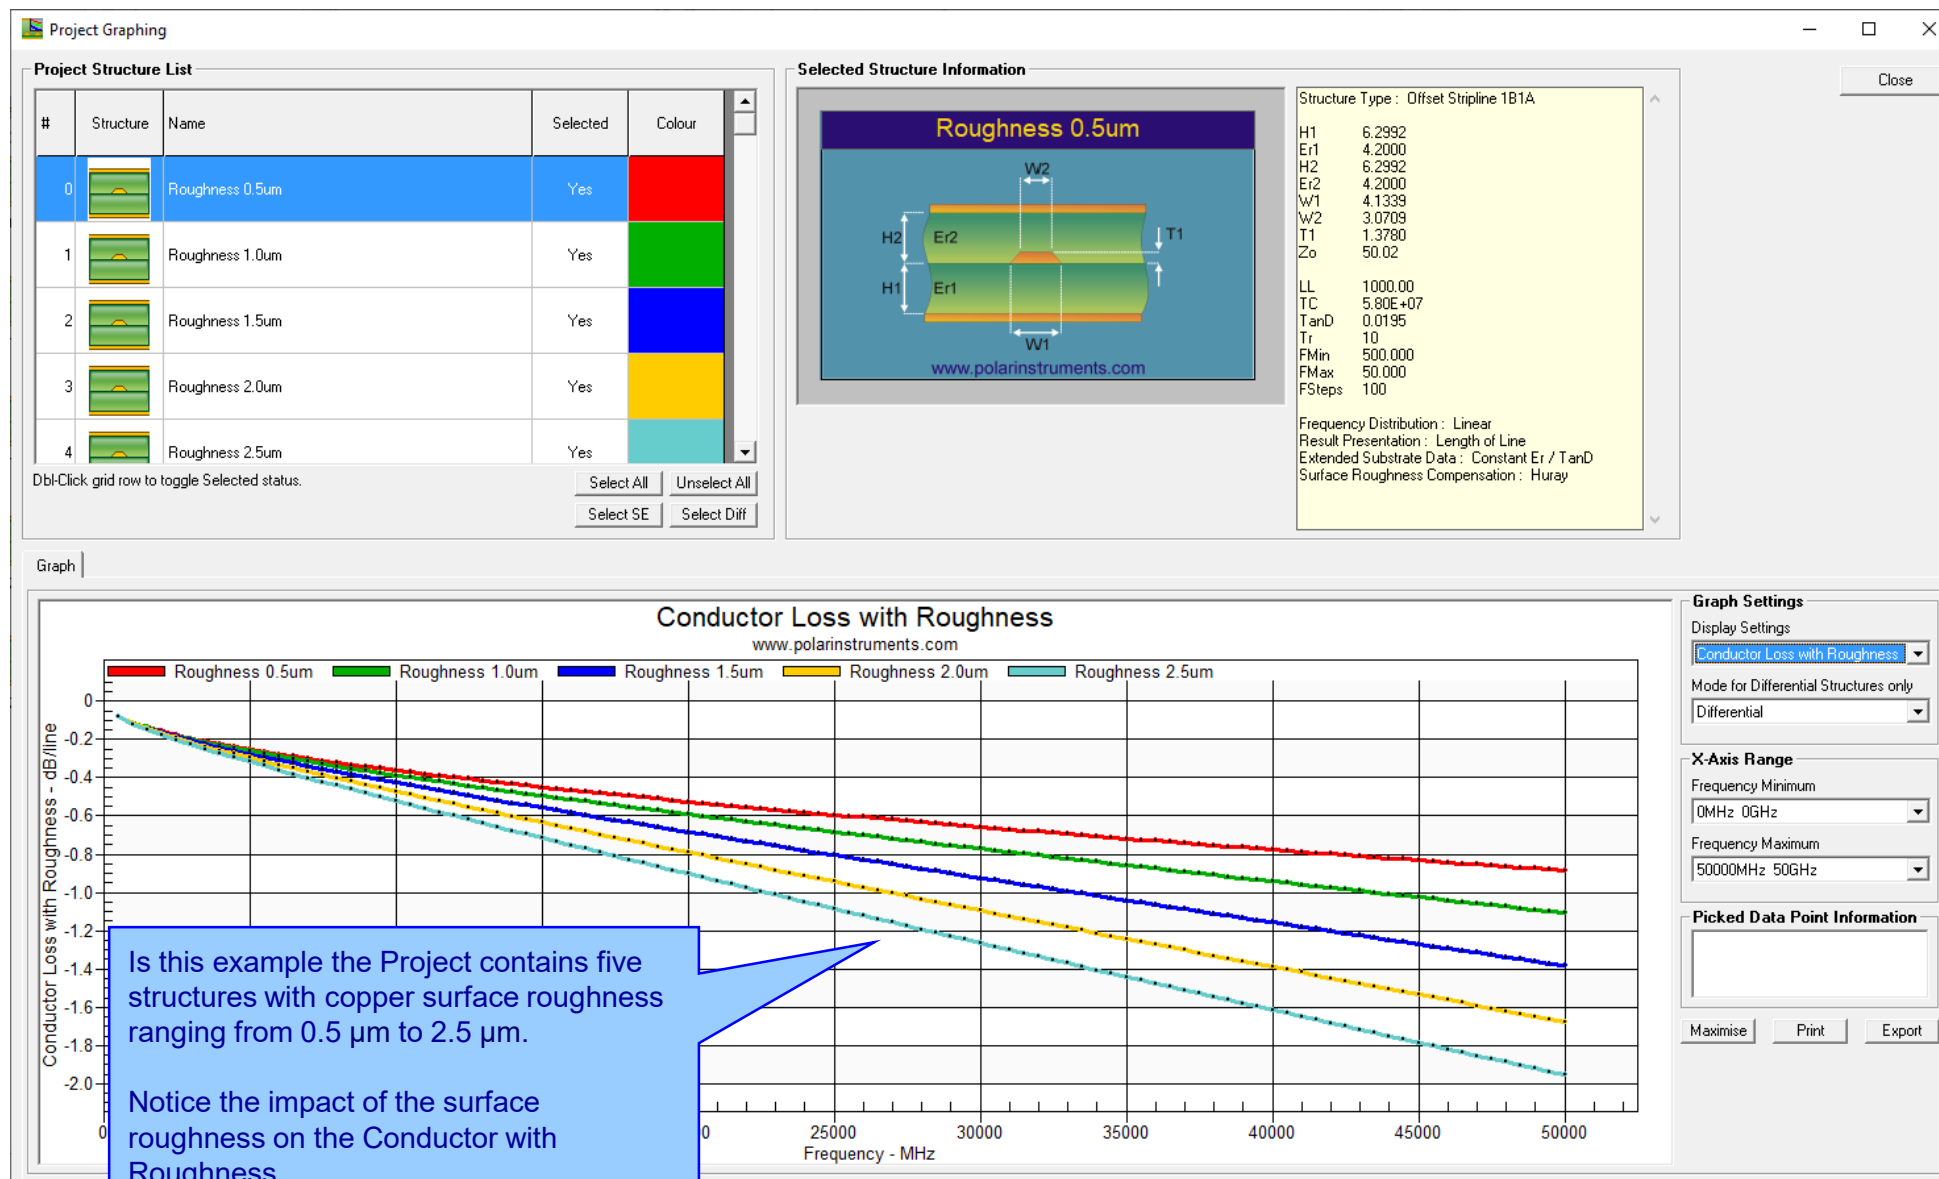 Project Graphing
Project Structure List
# Structure Name Selected Colour
0 Roughness 0.5um Yes
1 Roughness 1.0um Yes
2 Roughness 1.5um Yes
3 Roughness 2.0um Yes
4 Roughness 2.5um Yes
Dbl-Click grid row to toggle Selected status.
Select All Unselect All
Select SE Select Diff
Selected Structure Information
Roughness 0.5um
W2
H2 Er2 T1
H1 Er1
W1
www.polarinstruments.com
Structure Type : Offset Stripline 1B1A
H1 6.2992
Er1 4.2000
H2 6.2992
Er2 4.2000
W1 4.1339
W2 3.0709
T1 1.3780
Zo 50.02
LL 1000.00
TC 5.80E+07
TanD 0.0195
Tr 10
FMin 500.000
FMax 50.000
FSteps 100
Frequency Distribution : Linear
Result Presentation : Length of Line
Extended Substrate Data : Constant Er / TanD
Surface Roughness Compensation : Huray
Close
Graph
Conductor Loss with Roughness
www.polarinstruments.com
Roughness 0.5um Roughness 1.0um Roughness 1.5um Roughness 2.0um Roughness 2.5um
Conductor Loss with Roughness - dB/line
0
-0.2
-0.4
-0.6
-0.8
-1.0
-1.2
-1.4
-1.6
-1.8
-2.0
0 25000 30000 35000 40000 45000 50000
Frequency - MHz
Is this example the Project contains five
structures with copper surface roughness
ranging from 0.5 µm to 2.5 µm.
Notice the impact of the surface
roughness on the Conductor with
Roughness
Graph Settings
Display Settings
Conductor Loss with Roughness
Mode for Differential Structures only
Differential
X-Axis Range
Frequency Minimum
0MHz 0GHz
Frequency Maximum
50000MHz 50GHz
Picked Data Point Information
Maximise Print Export